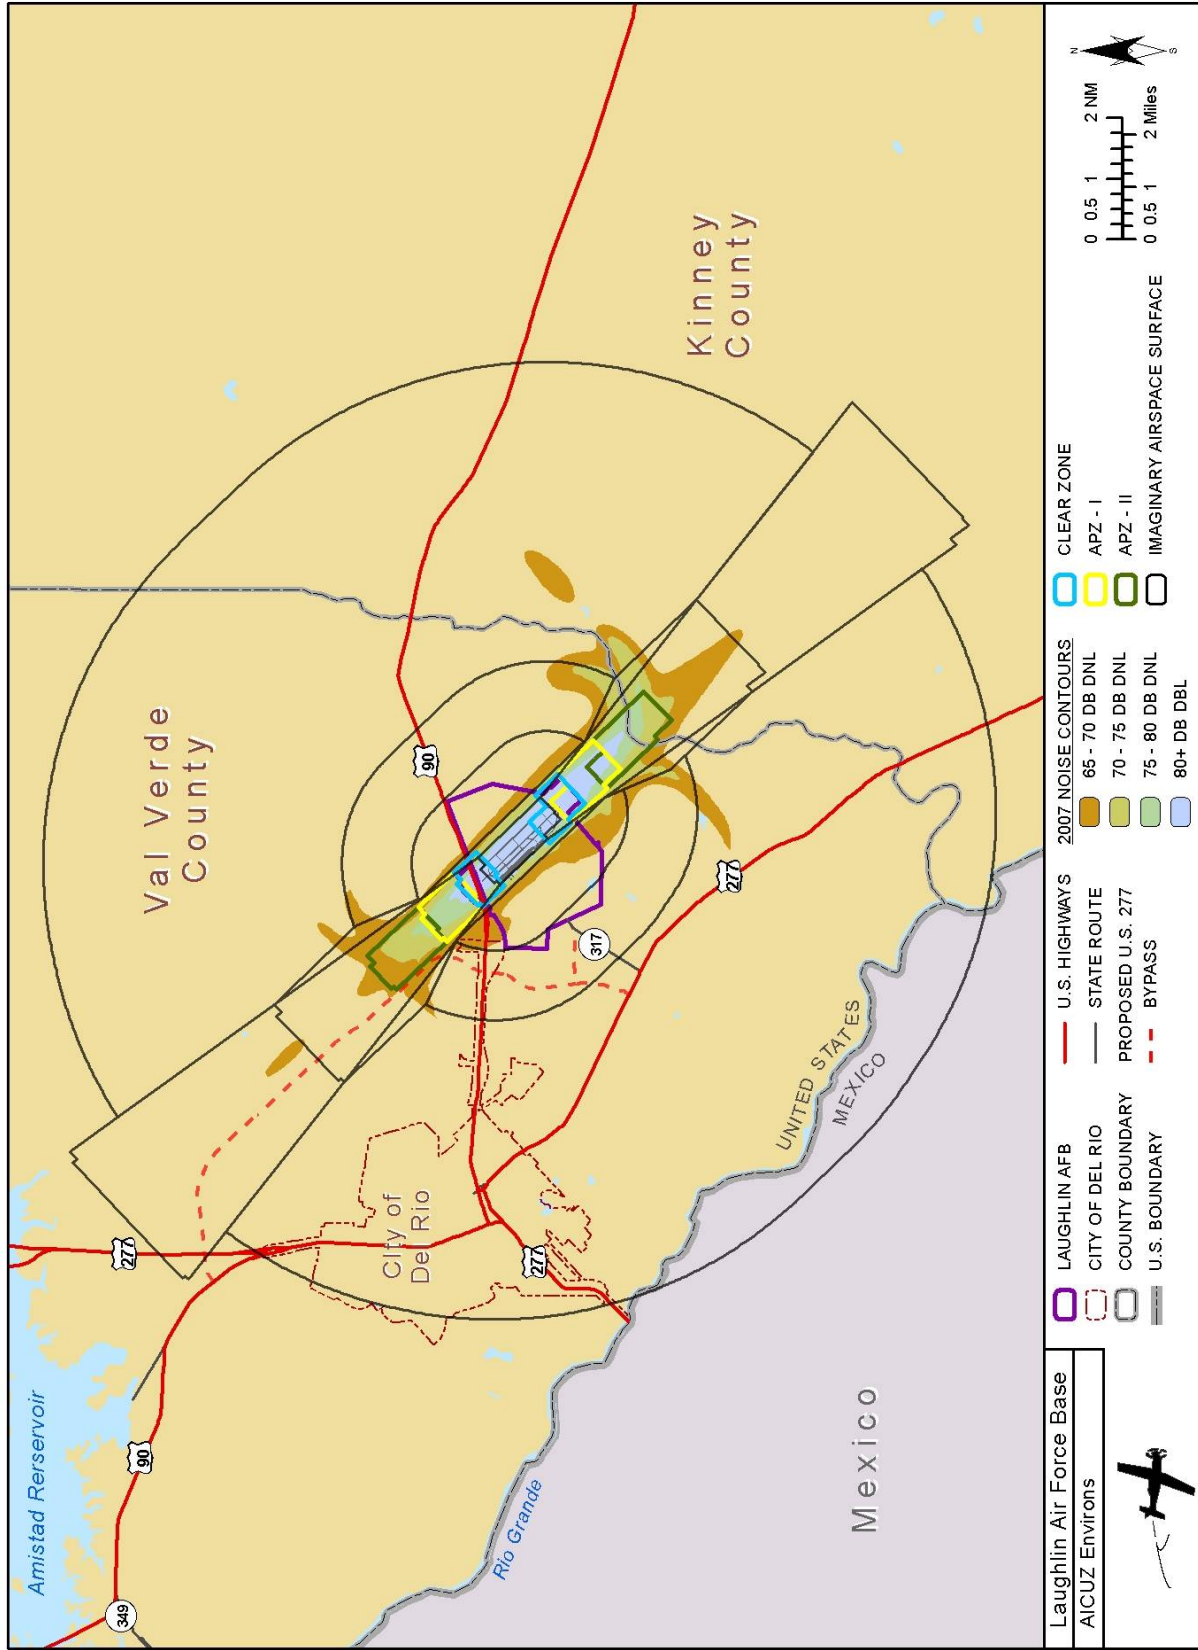 Amistad Rerservoir
349
90
277
Val Verde
County
90
Kinney
County
City of
Del Rio
277
317
277
UNITED STATES
MEXICO
Rio Grande
Mexico
Laughlin Air Force Base
AICUZ Environs
LAUGHLIN AFB
CITY OF DEL RIO
COUNTY BOUNDARY
U.S. BOUNDARY
U.S. HIGHWAYS
STATE ROUTE
PROPOSED U.S. 277
BYPASS
2007 NOISE CONTOURS
65 - 70 DB DNL
70 - 75 DB DNL
75 - 80 DB DNL
80+ DB DBL
CLEAR ZONE
APZ - I
APZ - II
IMAGINARY AIRSPACE SURFACE
0 0.5 1 2 NM
0 0.5 1 2 Miles
N
S